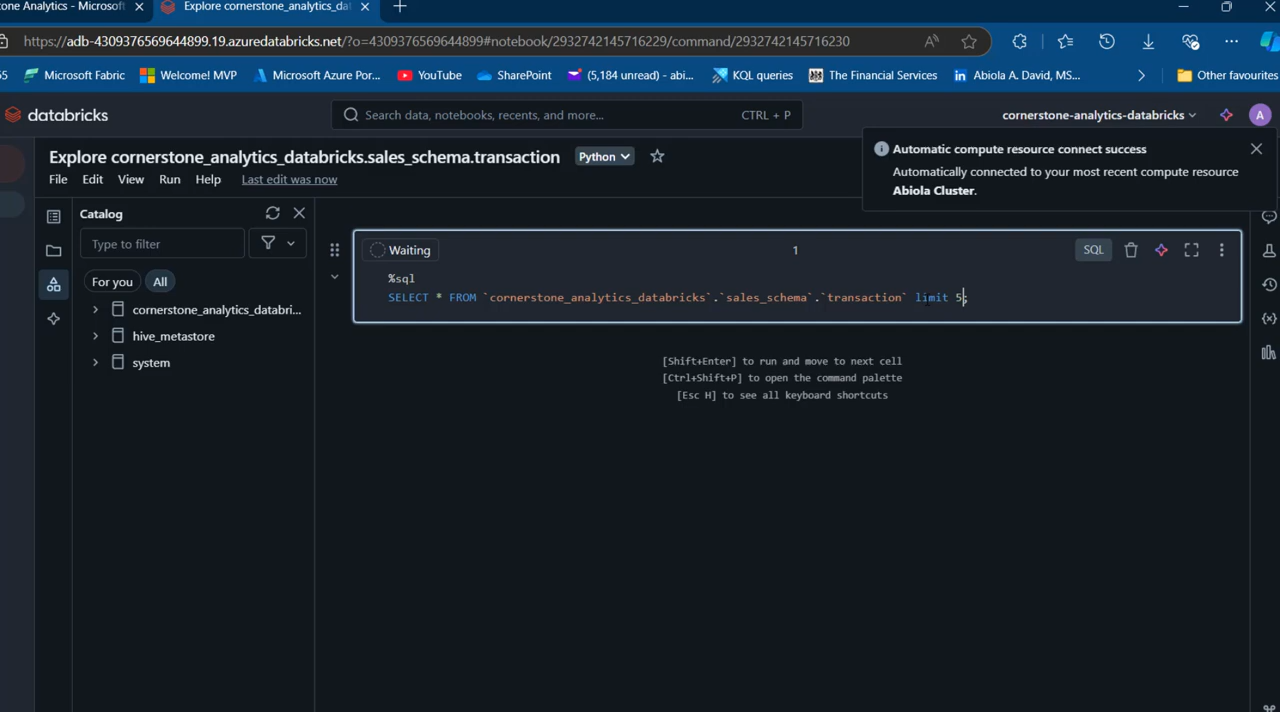 one Analytics - Microsoft
Explore cornerstone_analytics_dat
https://adb-4309376569644899.19.azuredatabricks.net/?o=4309376569644899#notebook/2932742145716229/command/2932742145716230
Microsoft Fabric
Welcome! MVP
Microsoft Azure Por...
YouTube
SharePoint
(5,184 unread) - abi...
KQL queries
The Financial Services
Abiola A. David, MS...
Other favourites
databricks
Search data, notebooks, recents, and more...
CTRL + P
cornerstone-analytics-databricks
A
Explore cornerstone_analytics_databricks.sales_schema.transaction
Python
Automatic compute resource connect success
Automatically connected to your most recent compute resource
Abiola Cluster.
File Edit View Run Help Last edit was now
Catalog
Type to filter
For you
All
cornerstone_analytics_databri...
hive_metastore
system
Waiting
1
SQL
%sql
SELECT * FROM `cornerstone_analytics_databricks`.`sales_schema`.`transaction` limit 5;
[Shift+Enter] to run and move to next cell
[Ctrl+Shift+P] to open the command palette
[Esc H] to see all keyboard shortcuts